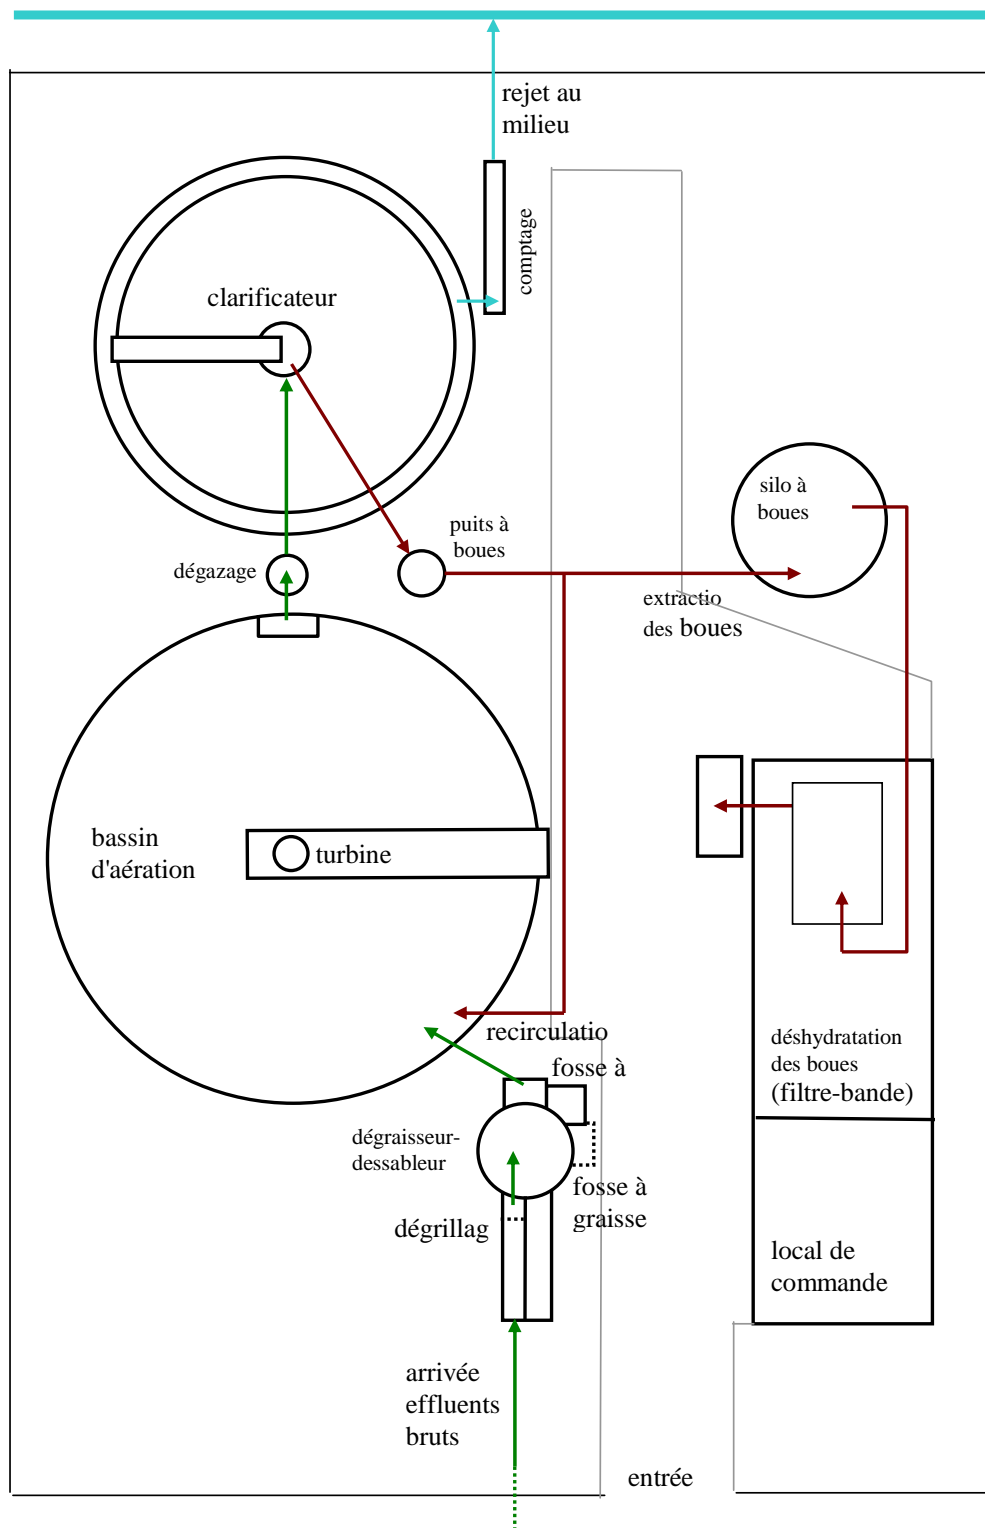 rejet au
milieu
comptage
clarificateur
silo à
boues
puits à
boues
dégazage
extractio
des boues
bassin
d'aération
turbine
recirculatio
déshydratation
des boues
(filtre-bande)
fosse à
dégraisseur-
dessableur
fosse à
graisse
dégrillag
local de
commande
arrivée
effluents
bruts
entrée